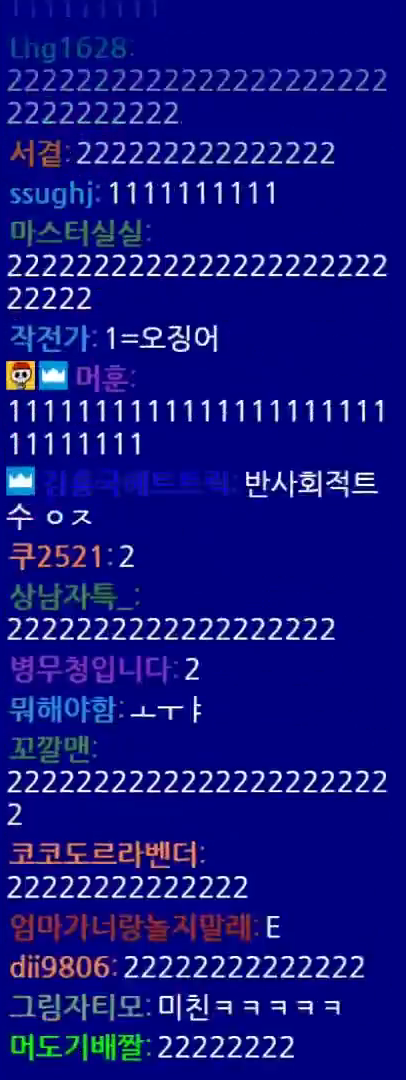 Lhg1628:
2222222222222222222222
2222222222
서결: 222222222222222
ssughj: 1111111111
마스터실실:
2222222222222222222222
22222
작전가: 1=오징어
머훈:
1111111111111111111111
11111111
반사회적트
수 ㅇㅈ
쿠2521: 2
상남자특_:
2222222222222222222
병무청입니다: 2
뭐해야함: ㅗㅜㅑ
꼬깔맨:
2222222222222222222222
2
코코도르라벤더:
22222222222222
엄마가너랑놀지말래: E
dii9806: 22222222222222
그림자티모: 미친ㅋㅋㅋㅋㅋ
머도기배짤: 22222222